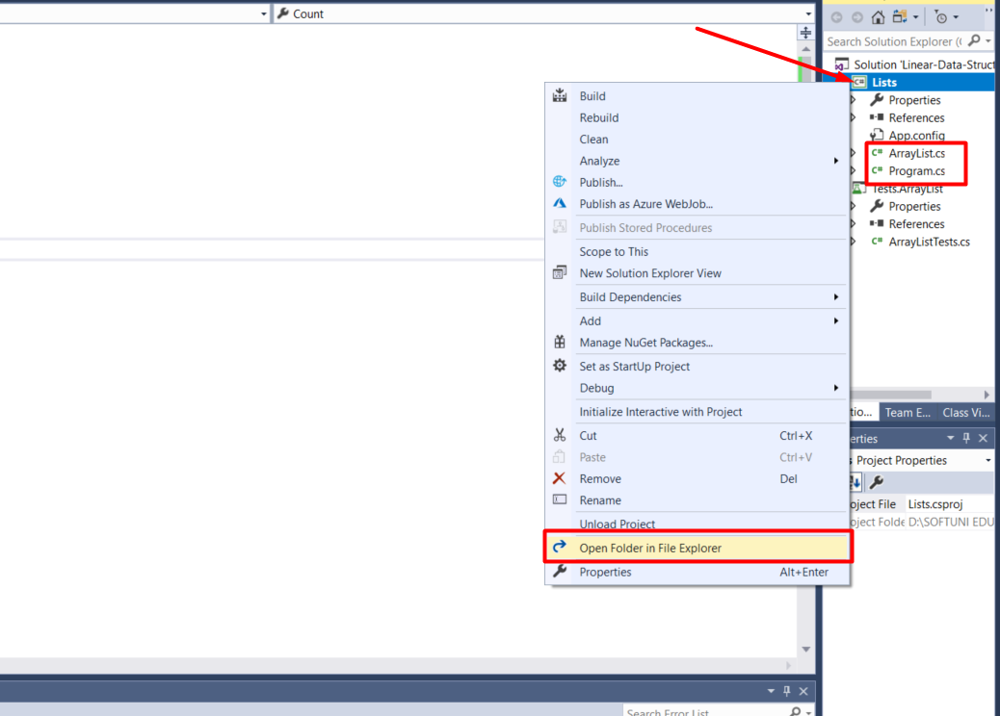 Count
Search Solution Explorer (
Solution 'Linear-Data-Struct
Lists
Properties
References
App.config
ArrayList.cs
Program.cs
Tests.ArrayList
Properties
References
ArrayListTests.cs
Build
Rebuild
Clean
Analyze
Publish...
Publish as Azure WebJob...
Publish Stored Procedures
Scope to This
New Solution Explorer View
Build Dependencies
Add
Manage NuGet Packages...
Set as StartUp Project
Debug
Initialize Interactive with Project
Cut Ctrl+X
Paste Ctrl+V
Remove Del
Rename
Unload Project
Open Folder in File Explorer
Properties Alt+Enter
tio... Team E... Class Vi...
erties
Project Properties
oject File Lists.csproj
oject Folde D:\SOFTUNI EDU
Search Error List